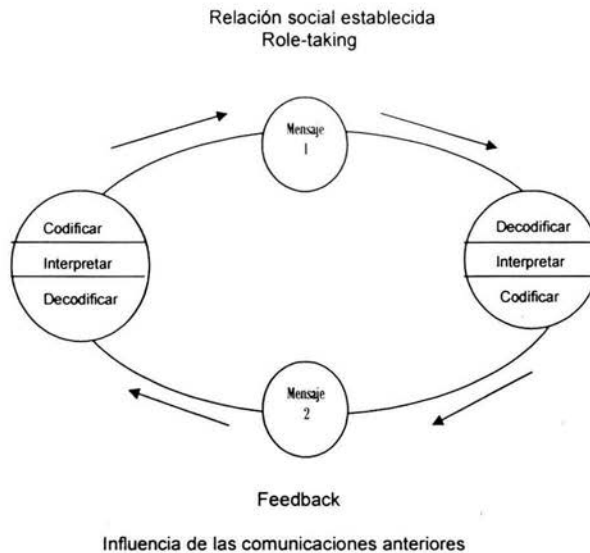 Relación social establecida
Role-taking
Mensaje
1
Codificar
Interpretar
Decodificar
Decodificar
Interpretar
Codificar
Mensaje
2
Feedback
Influencia de las comunicaciones anteriores